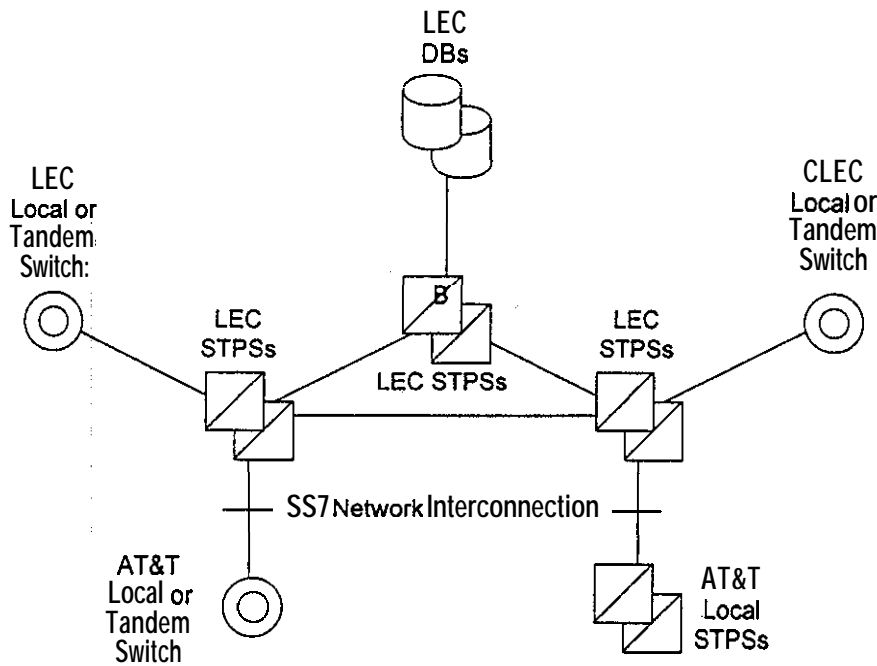 LEC
DBs
LEC
Local or
Tandem
Switch:
CLEC
Local or
Tandem
Switch
B
LEC
STPSs
LEC STPSs
LEC
STPSs
SS7 Network Interconnection
AT&T
Local or
Tandem
Switch
AT&T
Local
STPSs